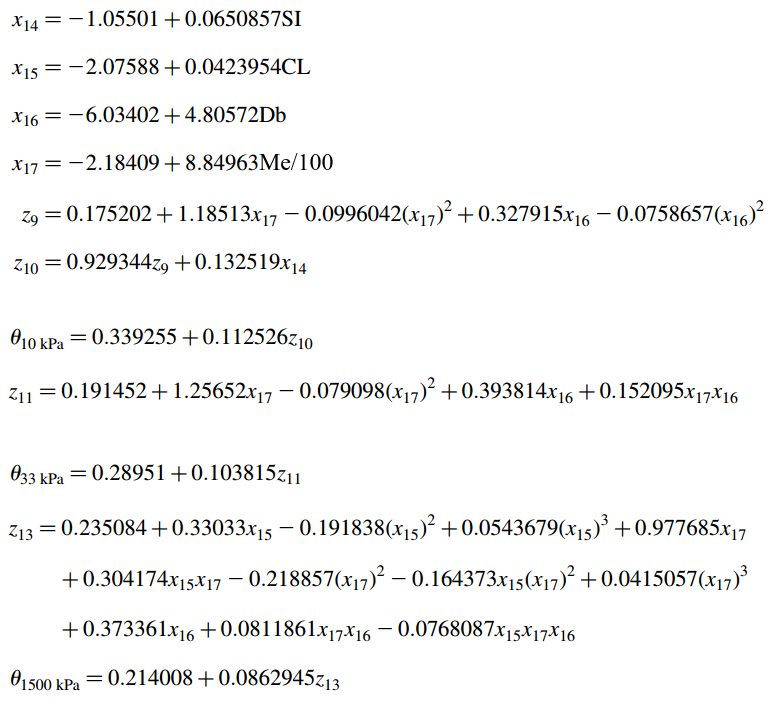 x₁₄ = −1.05501 + 0.0650857SI
x₁₅ = −2.07588 + 0.0423954CL
x₁₆ = −6.03402 + 4.80572Db
x₁₇ = −2.18409 + 8.84963Me/100
z₉ = 0.175202 + 1.18513x₁₇ − 0.0996042(x₁₇)² + 0.327915x₁₆ − 0.0758657(x₁₆)²
z₁₀ = 0.929344z₉ + 0.132519x₁₄
θ₁₀ ₖPₐ = 0.339255 + 0.112526z₁₀
z₁₁ = 0.191452 + 1.25652x₁₇ − 0.079098(x₁₇)² + 0.393814x₁₆ + 0.152095x₁₇x₁₆
θ₃₃ ₖPₐ = 0.28951 + 0.103815z₁₁
z₁₃ = 0.235084 + 0.33033x₁₅ − 0.191838(x₁₅)² + 0.0543679(x₁₅)³ + 0.977685x₁₇
+ 0.304174x₁₅x₁₇ − 0.218857(x₁₇)² − 0.164373x₁₅(x₁₇)² + 0.0415057(x₁₇)³
+ 0.373361x₁₆ + 0.0811861x₁₇x₁₆ − 0.0768087x₁₅x₁₇x₁₆
θ₁₅₀₀ ₖPₐ = 0.214008 + 0.0862945z₁₃